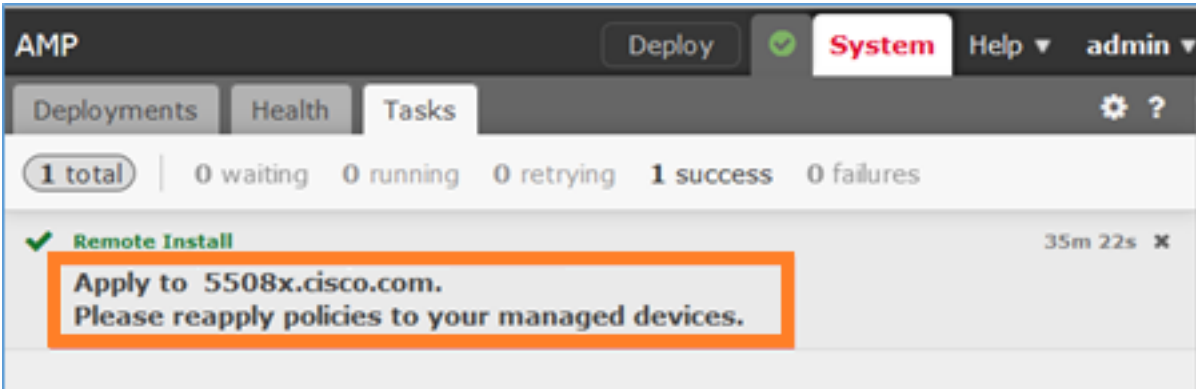 AMP Deploy System Help admin
Deployments Health Tasks ?
1 total 0 waiting 0 running 0 retrying 1 success 0 failures
Remote Install 35m 22s
Apply to 5508x.cisco.com.
Please reapply policies to your managed devices.